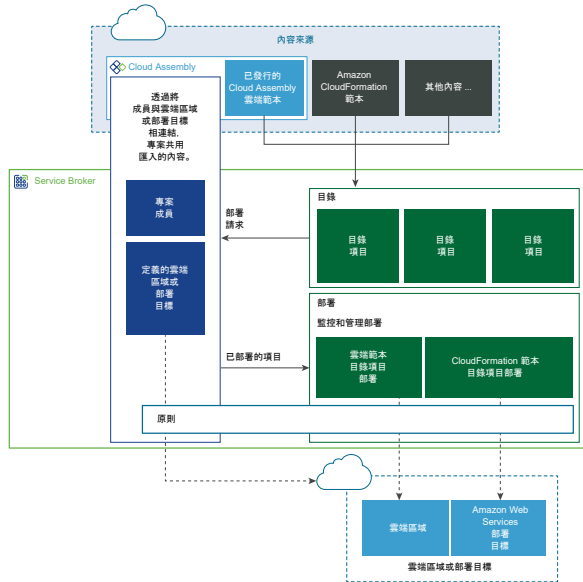 內容來源
Cloud Assembly
已發行的
Cloud Assembly
雲端範本
Amazon
CloudFormation
範本
其他內容 ...
透過將
成員與雲端區域
或部署目標
相連結,
專案共用
匯入的內容。
Service Broker
專案
成員
部署
請求
目錄
目錄
項目
目錄
項目
目錄
項目
定義的雲端
區域或
部署
目標
部署
監控和管理部署
已部署的項目
雲端範本
目錄項目
部署
CloudFormation 範本
目錄項目部署
原則
雲端區域
Amazon Web
Services
部署
目標
雲端區域或部署目標